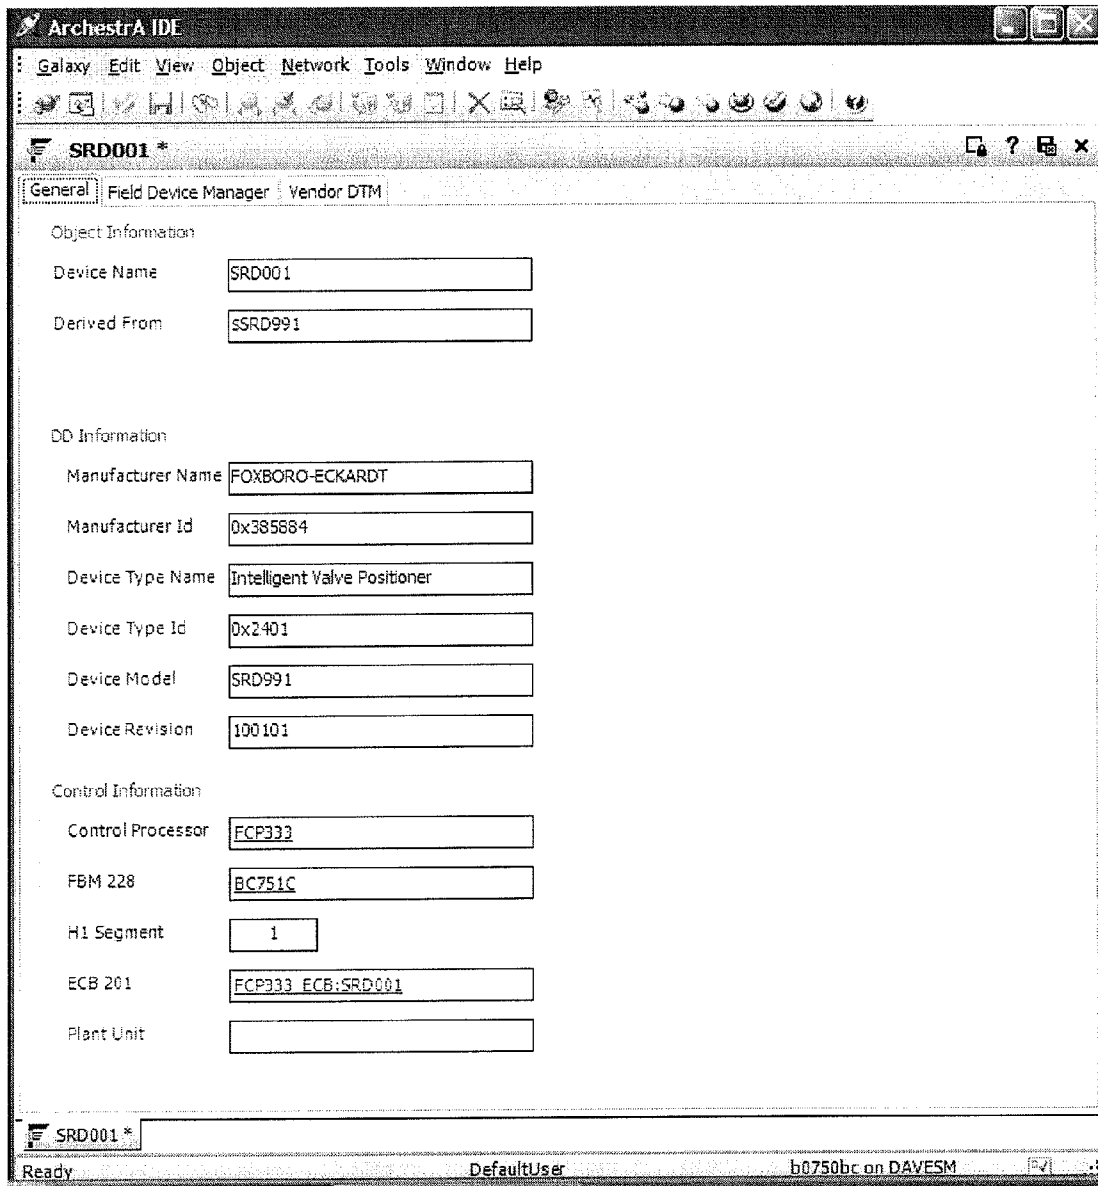 ArchestrA IDE
Galaxy Edit View Object Network Tools Window Help
SRD001 *
General Field Device Manager Vendor DTM
Object Information
Device Name SRD001
Derived From sSRD991
DD Information
Manufacturer Name FOXBORO-ECKARDT
Manufacturer Id 0x385884
Device Type Name Intelligent Valve Positioner
Device Type Id 0x2401
Device Model SRD991
Device Revision 100101
Control Information
Control Processor FCP333
FBM 228 BC751C
H1 Segment 1
ECB 201 FCP333_ECB:SRD001
Plant Unit
SRD001 *
Ready DefaultUser b0750bc on DAVESM